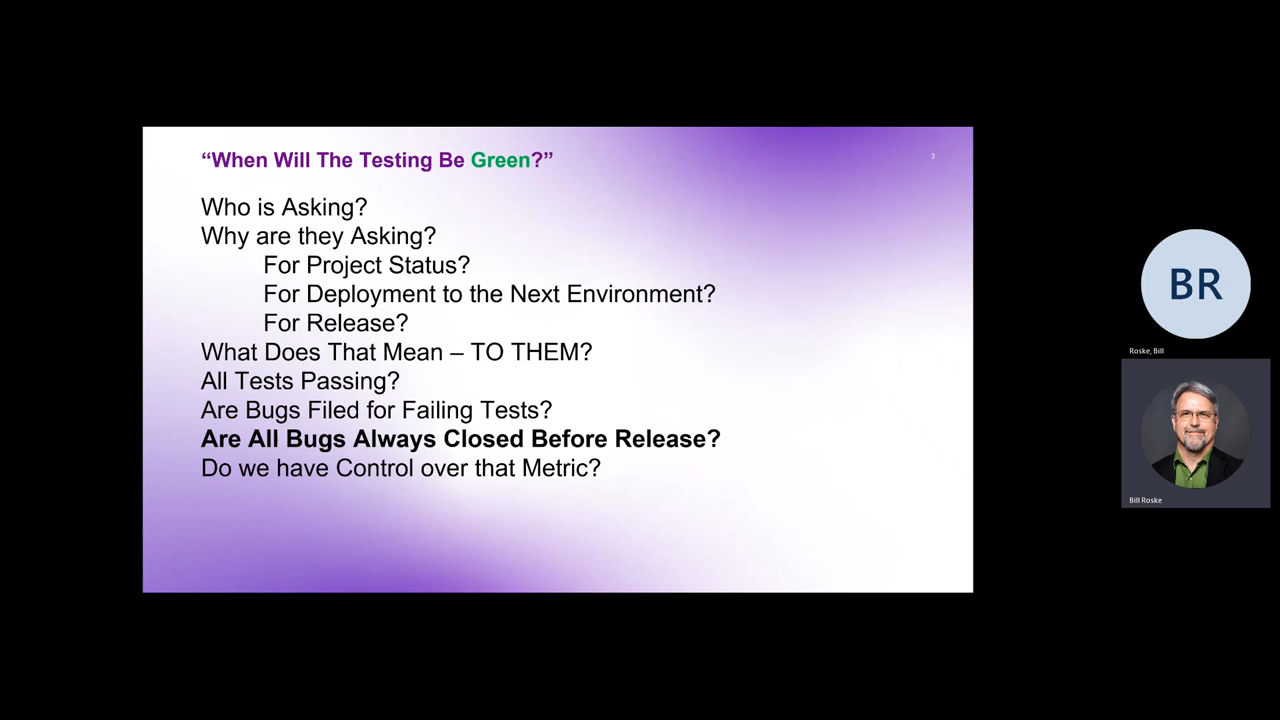 “When Will The Testing Be Green?”
3
Who is Asking?
Why are they Asking?
For Project Status?
For Deployment to the Next Environment?
For Release?
What Does That Mean – TO THEM?
All Tests Passing?
Are Bugs Filed for Failing Tests?
Are All Bugs Always Closed Before Release?
Do we have Control over that Metric?
BR
Roske, Bill
Bill Roske